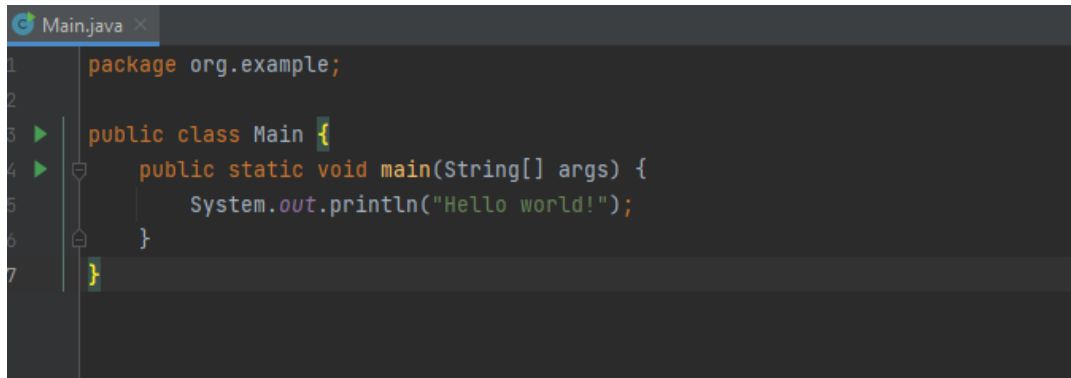 Main.java
1 package org.example;
2
3 public class Main {
4     public static void main(String[] args) {
5         System.out.println("Hello world!");
6     }
7 }